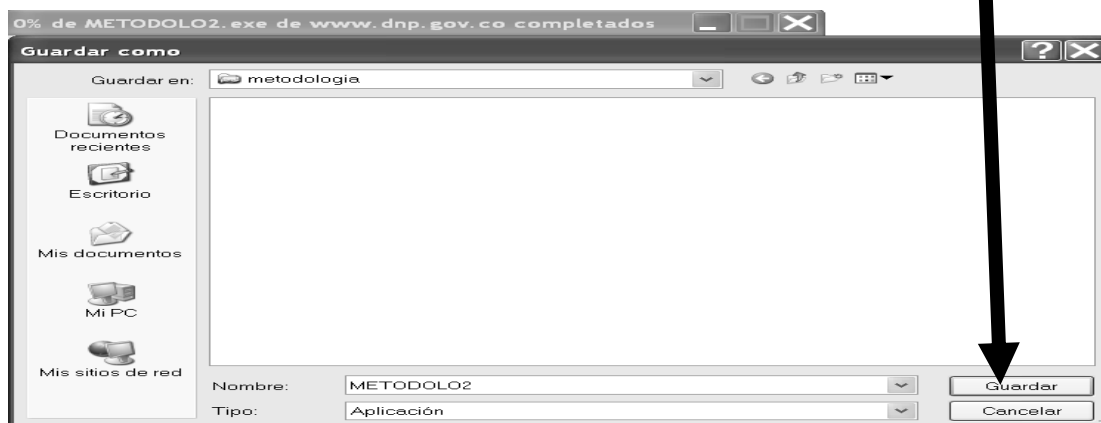 0% de METODOLO2.exe de www.dnp.gov.co completados
Guardar como
Guardar en: metodologia
Documentos
recientes
Escritorio
Mis documentos
Mi PC
Mis sitios de red
Nombre: METODOLO2 Guardar
Tipo: Aplicación Cancelar